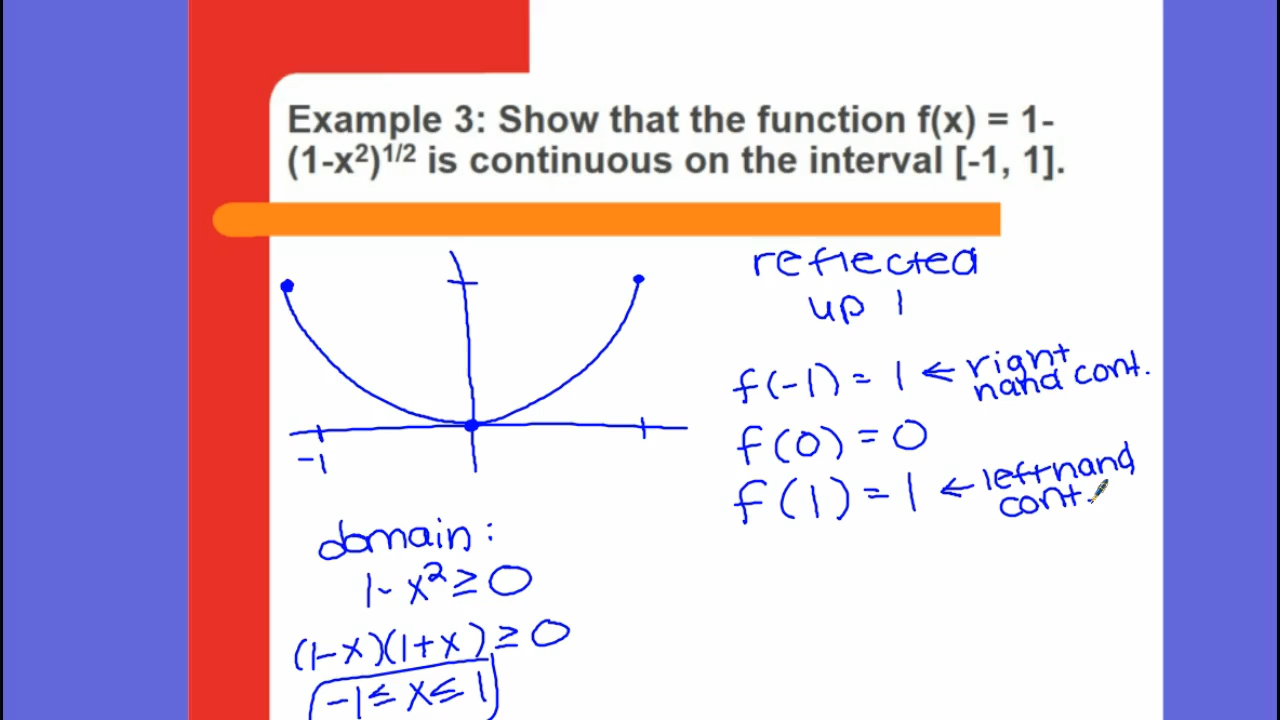 Example 3: Show that the function f(x) = 1-
(1-x²)¹/² is continuous on the interval [-1, 1].
reflected
up 1
f(-1) = 1 ← right
hand cont.
f(0) = 0
f(1) = 1 ← left hand
cont.
-1
domain:
1-x² ≥ 0
(1-x)(1+x) ≥ 0
-1 ≤ x ≤ 1